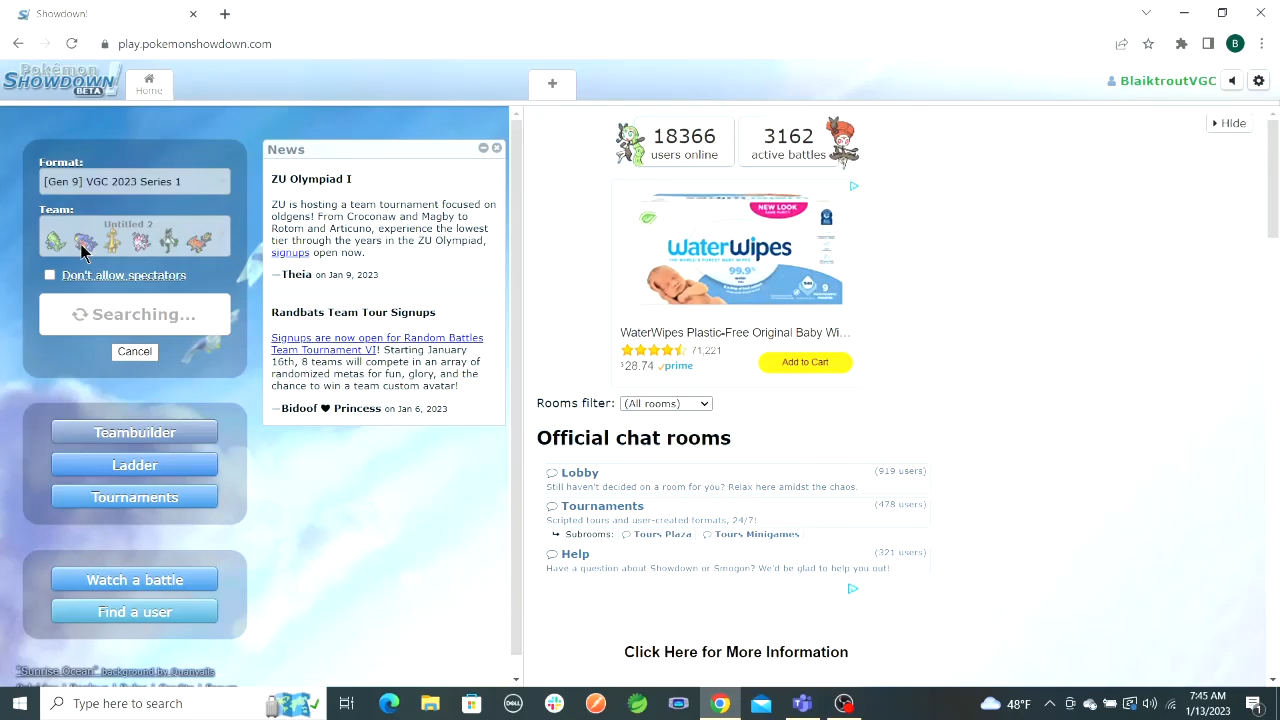 Showdown!
play.pokemonshowdown.com
B
Pokémon
SHOWDOWN!
BETA
Home
BlaiktroutVGC
Format:
[Gen 9] VGC 2023 Series 1
Team:
Don't allow spectators
Searching...
Cancel
Teambuilder
Ladder
Tournaments
Watch a battle
Find a user
"Sunrise Ocean" background by Quanyails
News
ZU Olympiad I
ZU is hosting a team tournament focused on
oldgens! From Croconaw and Magby to
Rotom and Articuno, experience the lowest
tier through the years in the ZU Olympiad,
signups open now.
—Theia on Jan 9, 2023
Randbats Team Tour Signups
Signups are now open for Random Battles
Team Tournament VI! Starting January
16th, 8 teams will compete in an array of
randomized metas for fun, glory, and the
chance to win a team custom avatar!
—Bidoof ♥ Princess on Jan 6, 2023
18366
users online
3162
active battles
Hide
NEW LOOK
WaterWipes
99.9%
WaterWipes Plastic-Free Original Baby Wi...
71,221
$28.74 prime
Add to Cart
Rooms filter: (All rooms)
Official chat rooms
Lobby (919 users)
Still haven't decided on a room for you? Relax here amidst the chaos.
Tournaments (478 users)
Scripted tours and user-created formats, 24/7!
Subrooms: Tours Plaza Tours Minigames
Help (321 users)
Have a question about Showdown or Smogon? We'd be glad to help you out!
Click Here for More Information
Type here to search
DELL
48°F
7:45 AM
1/13/2023